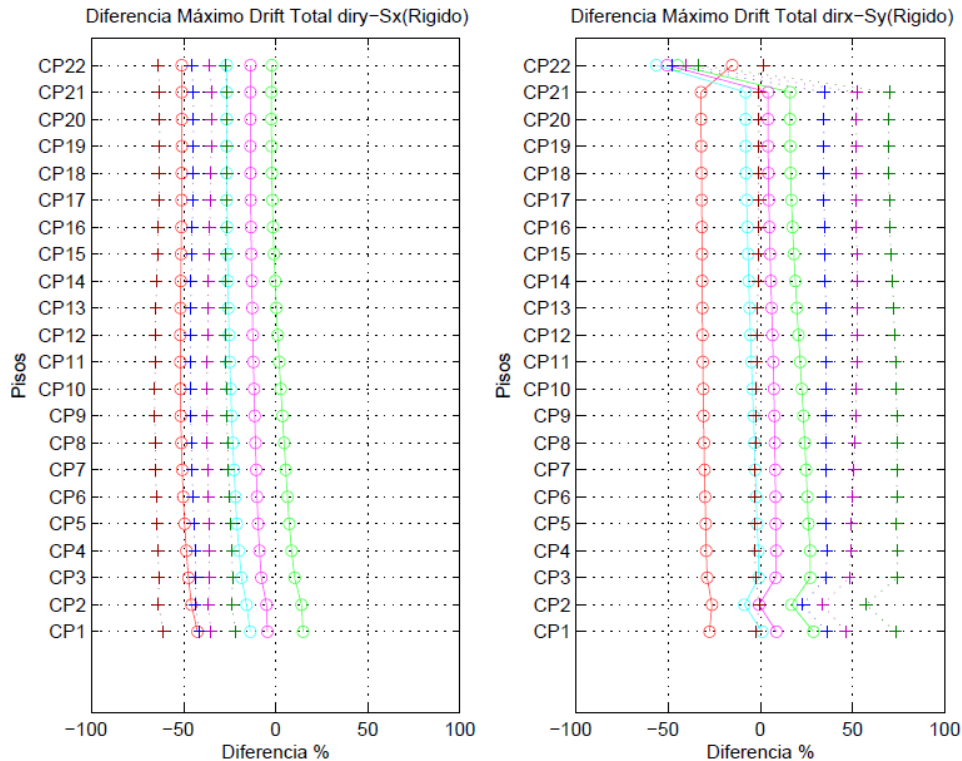 Diferencia Máximo Drift Total diry−Sx(Rigido)
CP22
CP21
CP20
CP19
CP18
CP17
CP16
CP15
CP14
CP13
CP12
CP11
CP10
CP9
CP8
CP7
CP6
CP5
CP4
CP3
CP2
CP1
Pisos
−100 −50 0 50 100
Diferencia %
Diferencia Máximo Drift Total dirx−Sy(Rigido)
CP22
CP21
CP20
CP19
CP18
CP17
CP16
CP15
CP14
CP13
CP12
CP11
CP10
CP9
CP8
CP7
CP6
CP5
CP4
CP3
CP2
CP1
Pisos
−100 −50 0 50 100
Diferencia %